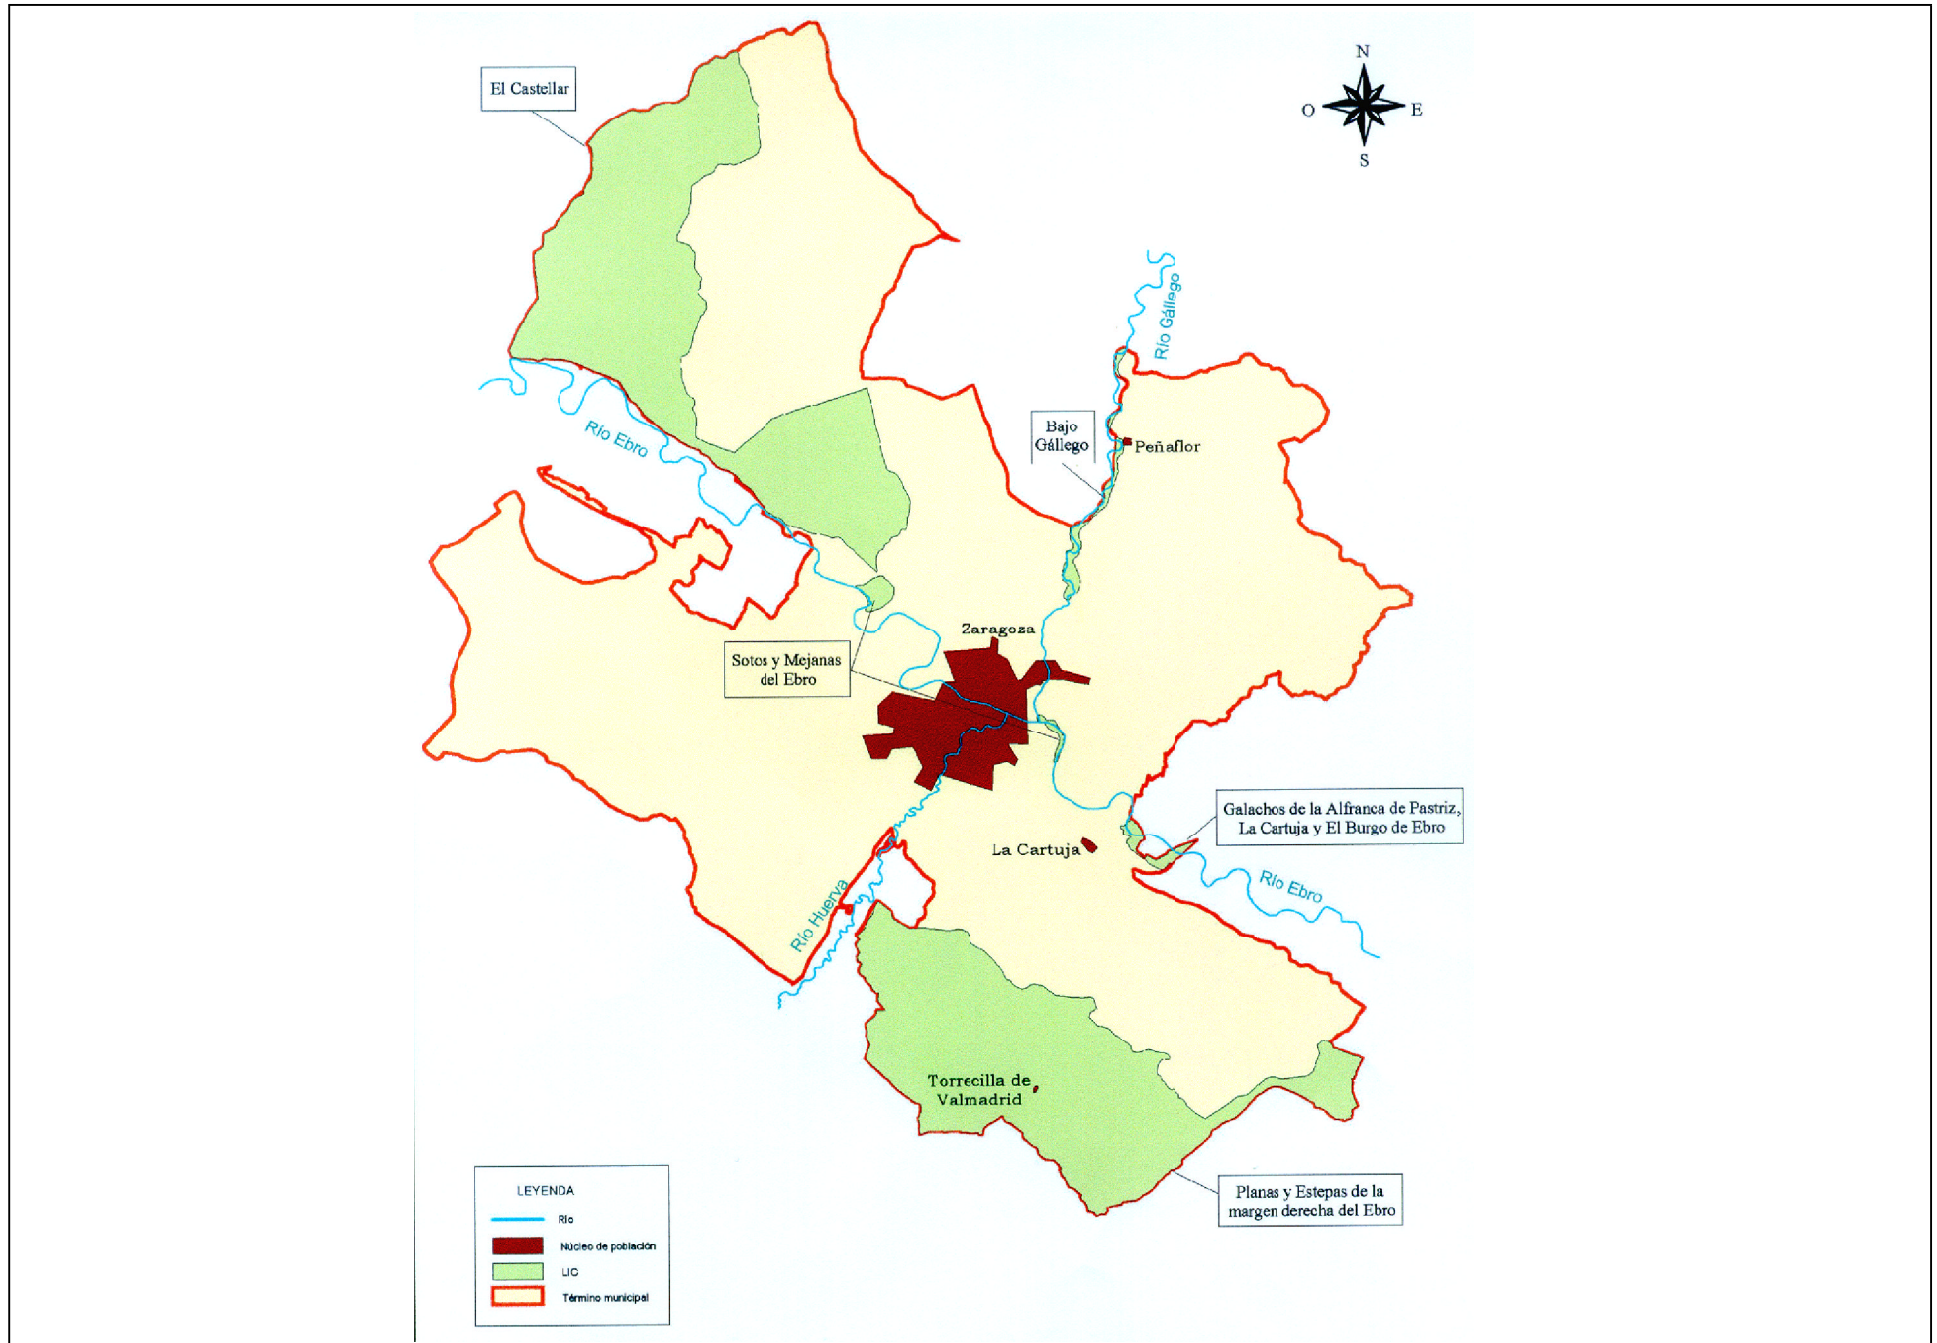 N
El Castellar
O
E
S
Río Gállego
Bajo
Gállego
Peñaflor
Río Ebro
Zaragoza
Sotos y Mejanas
del Ebro
Galachos de la Alfranca de Pastriz,
La Cartuja y El Burgo de Ebro
La Cartuja
Río Ebro
Río Huerva
Torrecilla de
Valmadrid
Planas y Estepas de la
margen derecha del Ebro
LEYENDA
Río
Núcleo de población
LIC
Término municipal